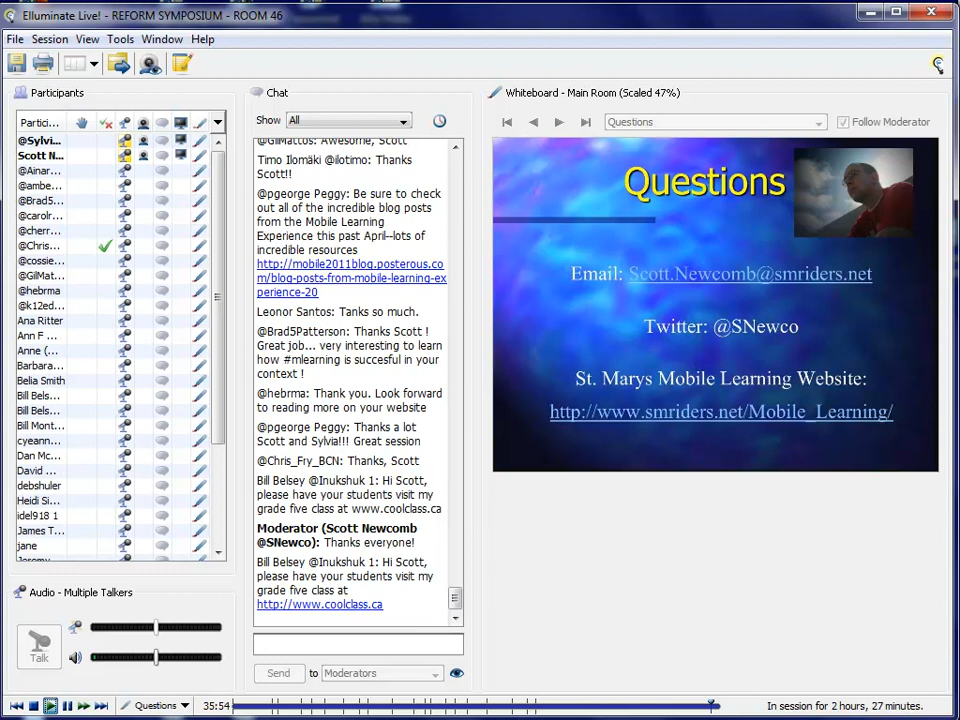 Elluminate Live! - REFORM SYMPOSIUM - ROOM 46
File Session View Tools Window Help
Participants
Partici...
@Sylvi...
Scott N...
@Ainar...
@ambe...
@Brad5...
@carolr...
@cherr...
@Chris...
@cossie...
@GilMat...
@hebrma
@k12ed...
Ana Ritter
Ann F ...
Anne (...
Barbara...
Belia Smith
Bill Bels...
Bill Bels...
Bill Mont...
cyeann...
Dan Mc...
David ...
debshuler
Heidi Si...
idel918 1
James T...
jane
Jeremy
Audio - Multiple Talkers
Talk
Chat
Show All
@GilMattos: Awesome, Scott
Timo Ilomäki @ilotimo: Thanks
Scott!!
@pgeorge Peggy: Be sure to check
out all of the incredible blog posts
from the Mobile Learning
Experience this past April--lots of
incredible resources
http://mobile2011blog.posterous.co
m/blog-posts-from-mobile-learning-ex
perience-20
Leonor Santos: Tanks so much.
@Brad5Patterson: Thanks Scott !
Great job... very interesting to learn
how #mlearning is succesful in your
context !
@hebrma: Thank you. Look forward
to reading more on your website
@pgeorge Peggy: Thanks a lot
Scott and Sylvia!!! Great session
@Chris_Fry_BCN: Thanks, Scott
Bill Belsey @Inukshuk 1: Hi Scott,
please have your students visit my
grade five class at www.coolclass.ca
Moderator (Scott Newcomb
@SNewco): Thanks everyone!
Bill Belsey @Inukshuk 1: Hi Scott,
please have your students visit my
grade five class at
http://www.coolclass.ca
Send to Moderators
Whiteboard - Main Room (Scaled 47%)
Questions Follow Moderator
Questions
Email: Scott.Newcomb@smriders.net
Twitter: @SNewco
St. Marys Mobile Learning Website:
http://www.smriders.net/Mobile_Learning/
Questions 35:54 In session for 2 hours, 27 minutes.